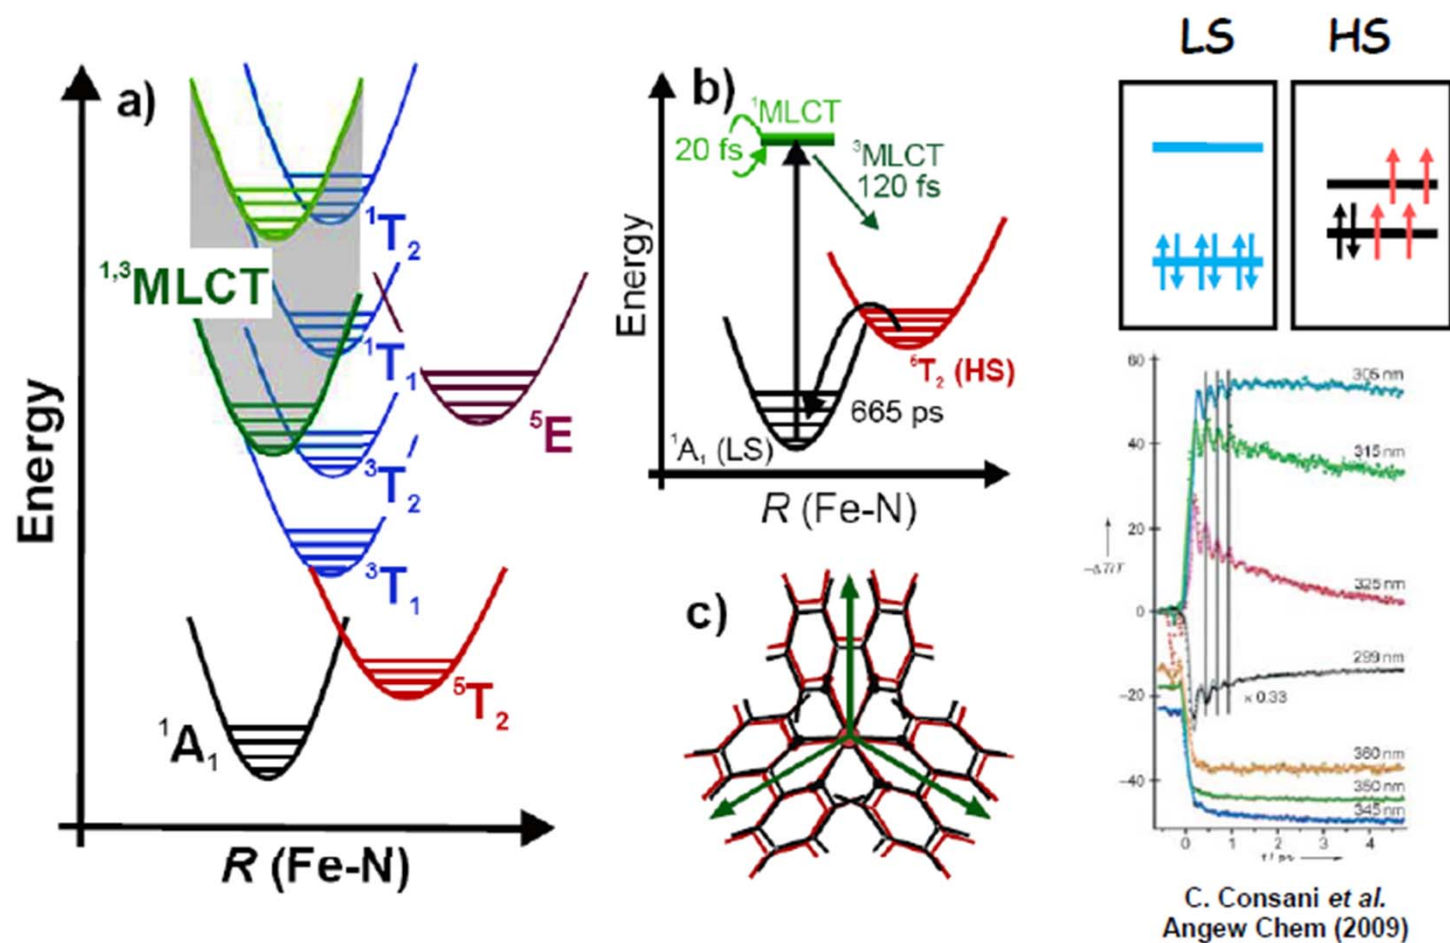 a)
¹T₂
¹,³MLCT
¹T₁
⁵E
³T₂
³T₁
⁵T₂
¹A₁
Energy
R (Fe-N)
b)
¹MLCT
20 fs
³MLCT
120 fs
Energy
⁵T₂ (HS)
665 ps
¹A₁ (LS)
R (Fe-N)
c)
LS
HS
60
40
20
0
−20
−40
305 nm
315 nm
325 nm
299 nm
× 0.33
360 nm
350 nm
345 nm
0 1 2 3 4
C. Consani et al.
Angew Chem (2009)